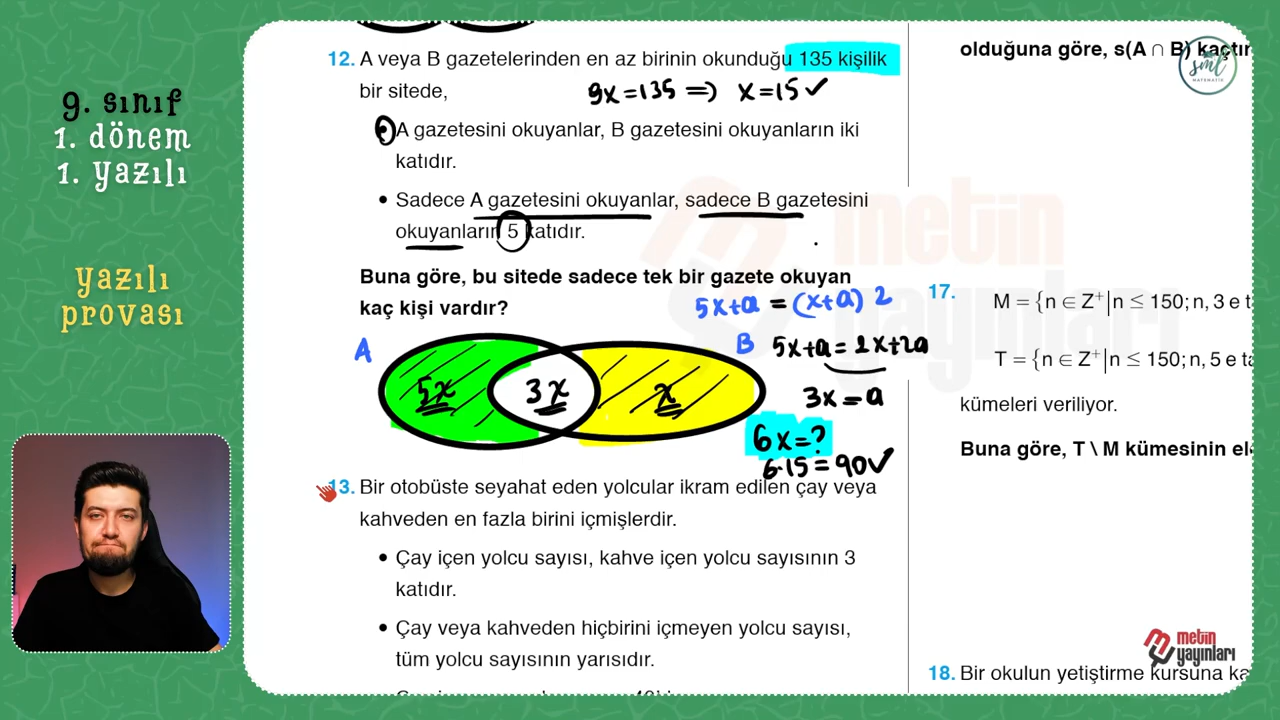 9. sınıf
1. dönem
1. yazılı
yazılı
provası
12. A veya B gazetelerinden en az birinin okunduğu 135 kişilik
bir sitede,
9x=135 => x=15 ✓
• A gazetesini okuyanlar, B gazetesini okuyanların iki
katıdır.
• Sadece A gazetesini okuyanlar, sadece B gazetesini
okuyanların 5 katıdır.
Buna göre, bu sitede sadece tek bir gazete okuyan
kaç kişi vardır?
5x+a = (x+a) 2
A
B
5x+a = 2x+2a
5x
3x
x
3x = a
6x=?
6·15 = 90 ✓
13. Bir otobüste seyahat eden yolcular ikram edilen çay veya
kahveden en fazla birini içmişlerdir.
• Çay içen yolcu sayısı, kahve içen yolcu sayısının 3
katıdır.
• Çay veya kahveden hiçbirini içmeyen yolcu sayısı,
tüm yolcu sayısının yarısıdır.
olduğuna göre, s(A ∩ B) kaçtır
smt
MATEMATİK
metin
yayınları
17.
M = {n ∈ Z⁺|n ≤ 150; n, 3 e t
T = {n ∈ Z⁺|n ≤ 150; n, 5 e ta
kümeleri veriliyor.
Buna göre, T \ M kümesinin el
metin
yayınları
18. Bir okulun yetiştirme kursuna ka